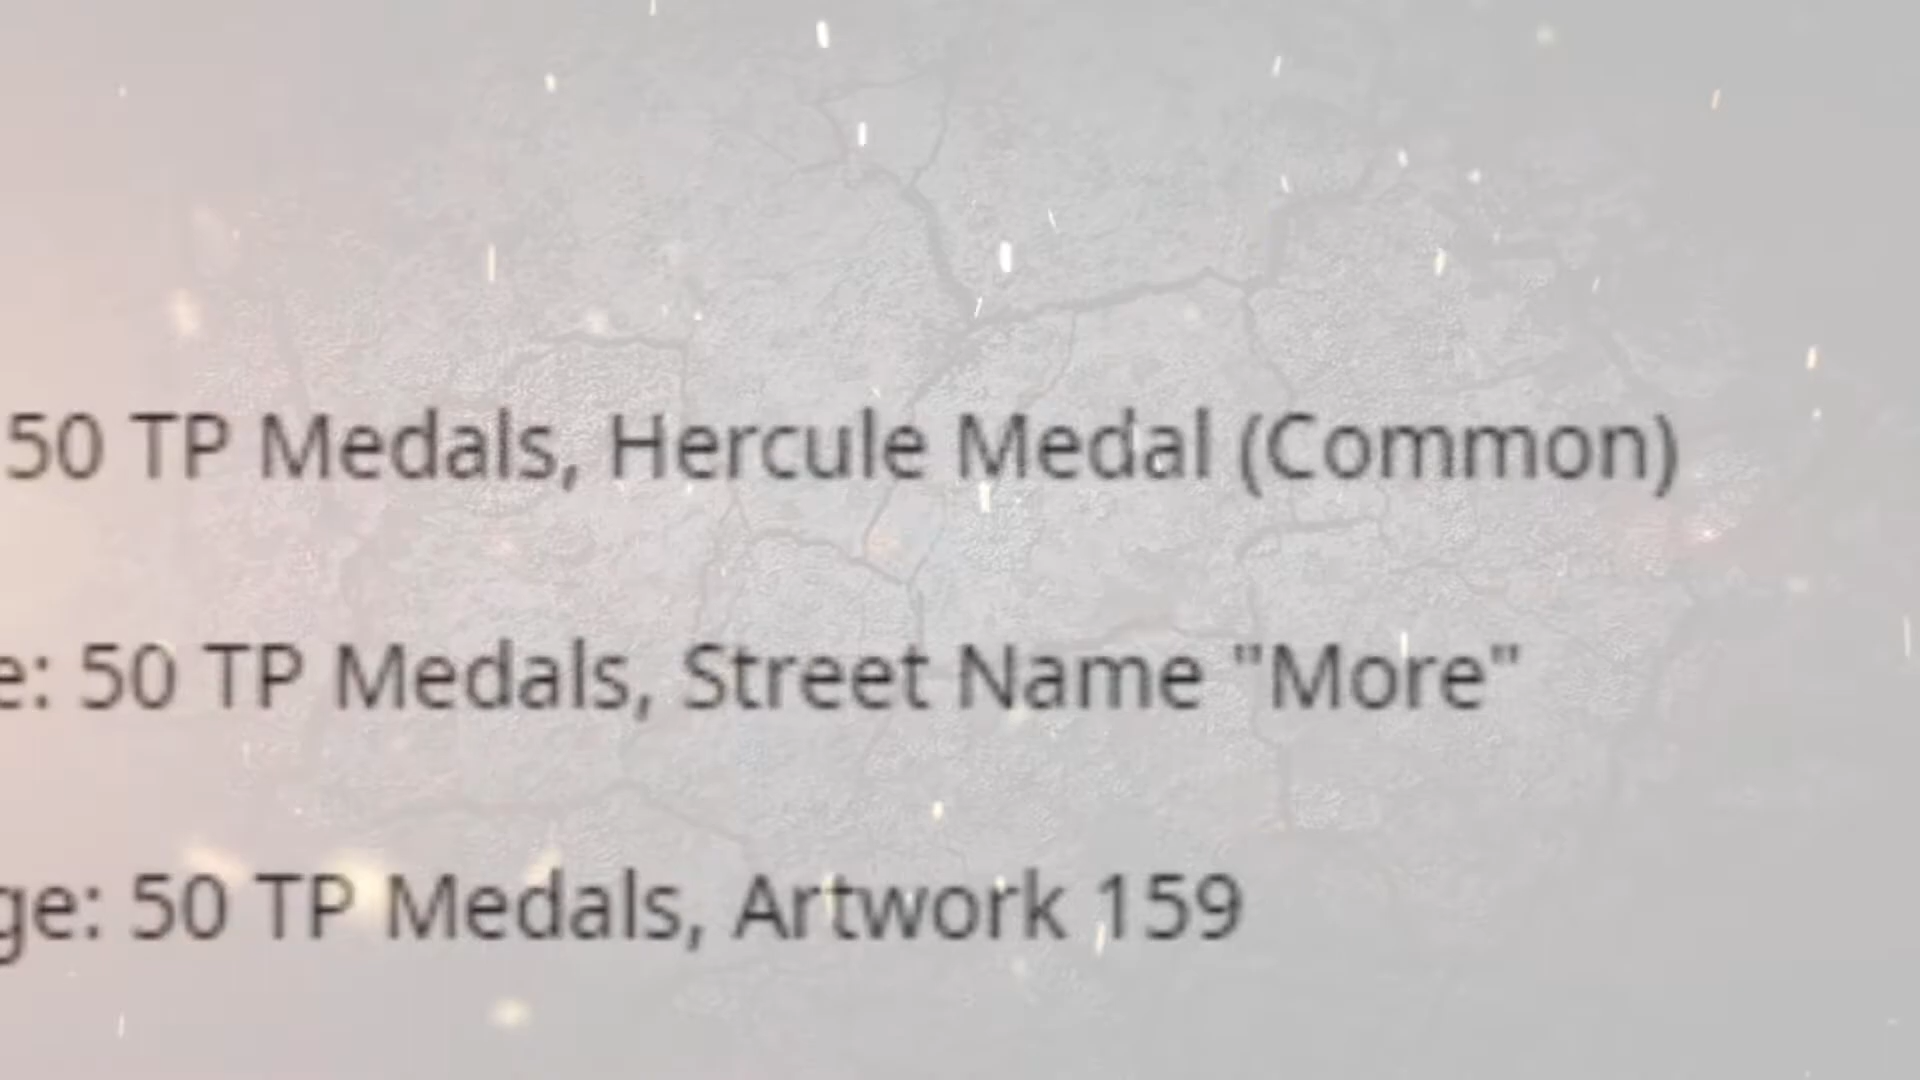 50 TP Medals, Hercule Medal (Common)
e: 50 TP Medals, Street Name "More"
ge: 50 TP Medals, Artwork 159